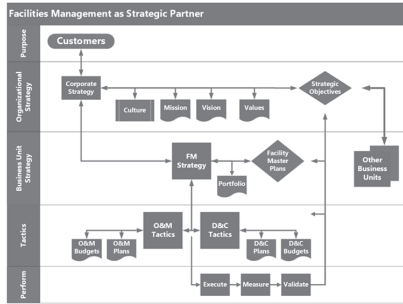 Facilities Management as Strategic Partner
Purpose
Customers
Organizational
Strategy
Corporate
Strategy
Culture
Mission
Vision
Values
Strategic
Objectives
Business Unit
Strategy
FM
Strategy
Portfolio
Facility
Master
Plans
Other
Business
Units
Tactics
O&M
Budgets
O&M
Plans
O&M
Tactics
D&C
Tactics
D&C
Plans
D&C
Budgets
Perform
Execute
Measure
Validate